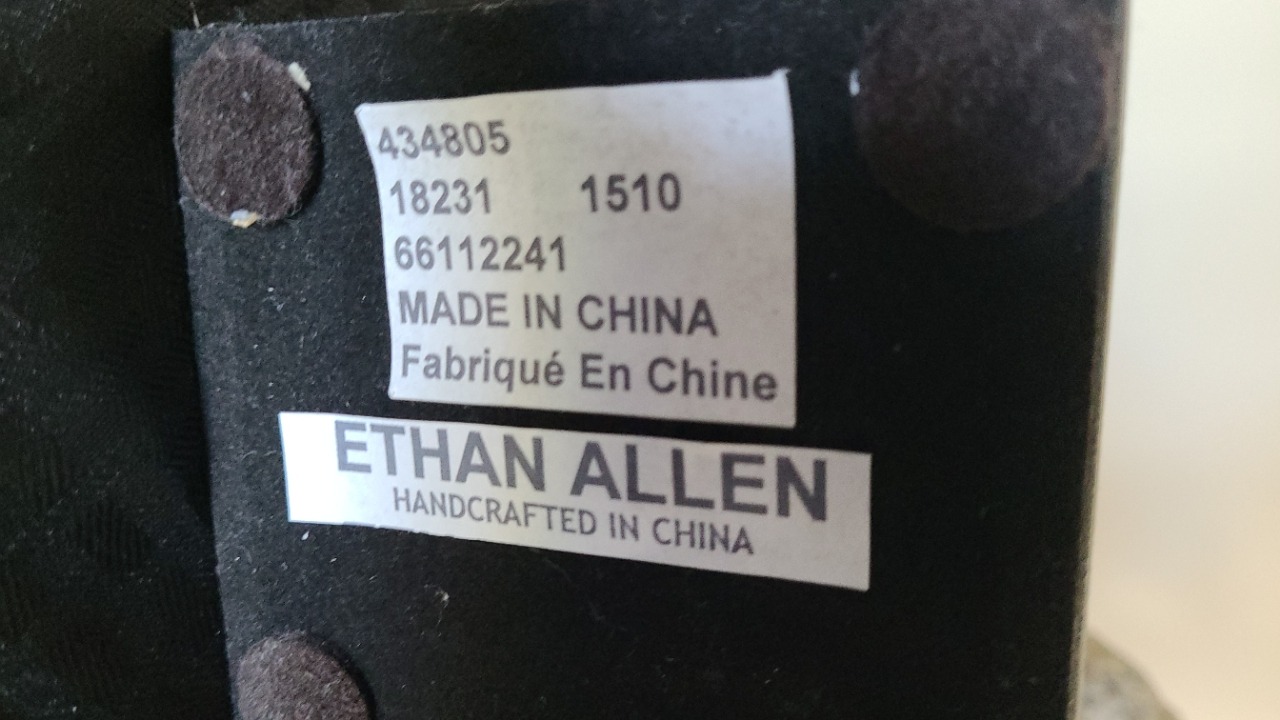 434805
18231 1510
66112241
MADE IN CHINA
Fabriqué En Chine
ETHAN ALLEN
HANDCRAFTED IN CHINA